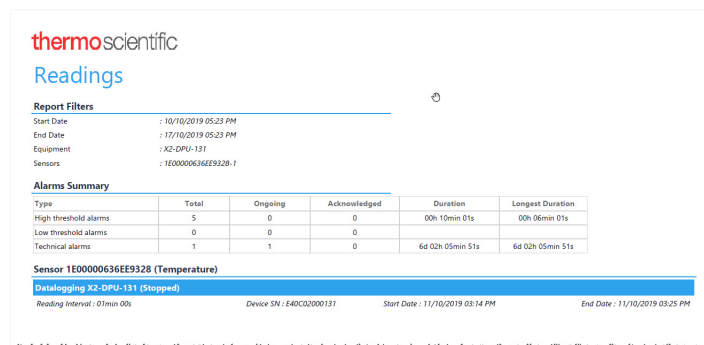 thermoscientific
Readings
Report Filters
Start Date : 10/10/2019 05:23 PM
End Date : 17/10/2019 05:23 PM
Equipment : X2-DPU-131
Sensors : 1E00000636EE9328-1
Alarms Summary
Type Total Ongoing Acknowledged Duration Longest Duration
High threshold alarms 5 0 0 00h 10min 01s 00h 06min 01s
Low threshold alarms 0 0 0
Technical alarms 1 1 0 6d 02h 05min 51s 6d 02h 05min 51s
Sensor 1E00000636EE9328 (Temperature)
Datalogging X2-DPU-131 (Stopped)
Reading Interval : 01min 00s Device SN : E40C02000131 Start Date : 11/10/2019 03:14 PM End Date : 11/10/2019 03:25 PM